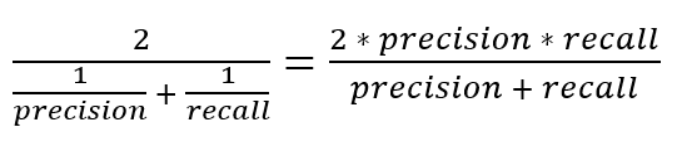 2
1 1
precision + recall
=
2 * precision * recall
precision + recall